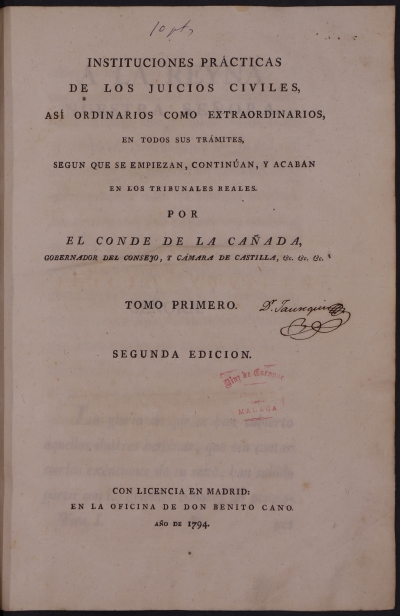 INSTITUCIONES PRÁCTICAS
DE LOS JUICIOS CIVILES,
ASÍ ORDINARIOS COMO EXTRAORDINARIOS,
EN TODOS SUS TRÁMITES,
SEGUN QUE SE EMPIEZAN, CONTINÚAN, Y ACABAN
EN LOS TRIBUNALES REALES.
POR
EL CONDE DE LA CAÑADA,
GOBERNADOR DEL CONSEJO, Y CÁMARA DE CASTILLA, &c. &c. &c.
TOMO PRIMERO.
SEGUNDA EDICION.
MALAGA
CON LICENCIA EN MADRID:
EN LA OFICINA DE DON BENITO CANO.
AÑO DE 1794.